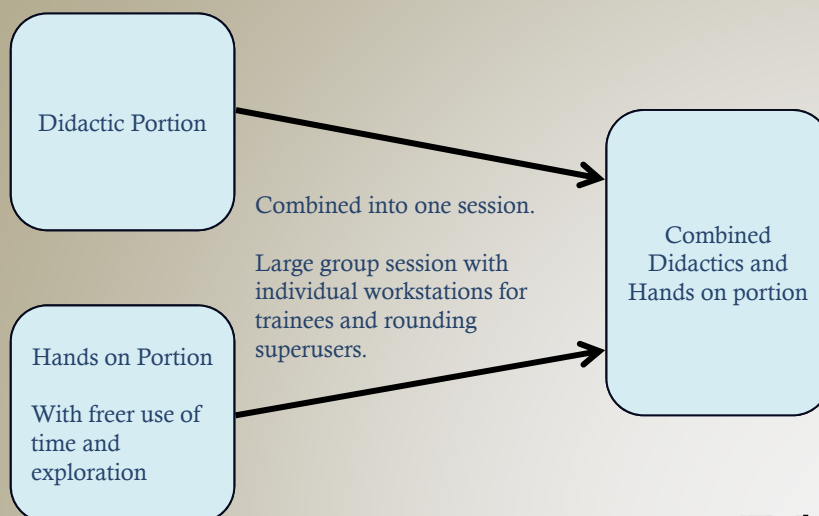 Didactic Portion
Combined into one session.
Large group session with
individual workstations for
trainees and rounding
superusers.
Hands on Portion
With freer use of
time and
exploration
Combined
Didactics and
Hands on portion